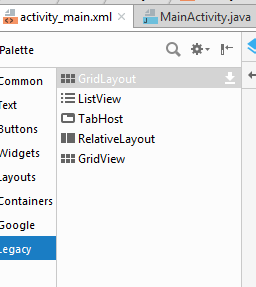 activity_main.xml × MainActivity.java
Palette
Common
Text
Buttons
Widgets
Layouts
Containers
Google
Legacy
GridLayout
ListView
TabHost
RelativeLayout
GridView